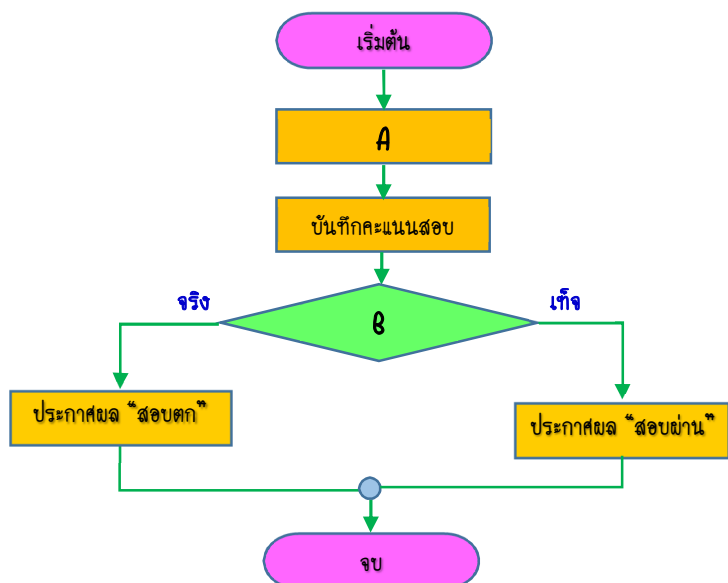 เริ่มต้น
A
บันทึกคะแนนสอบ
จริง
B
เท็จ
ประกาศผล “สอบตก”
ประกาศผล “สอบผ่าน”
จบ